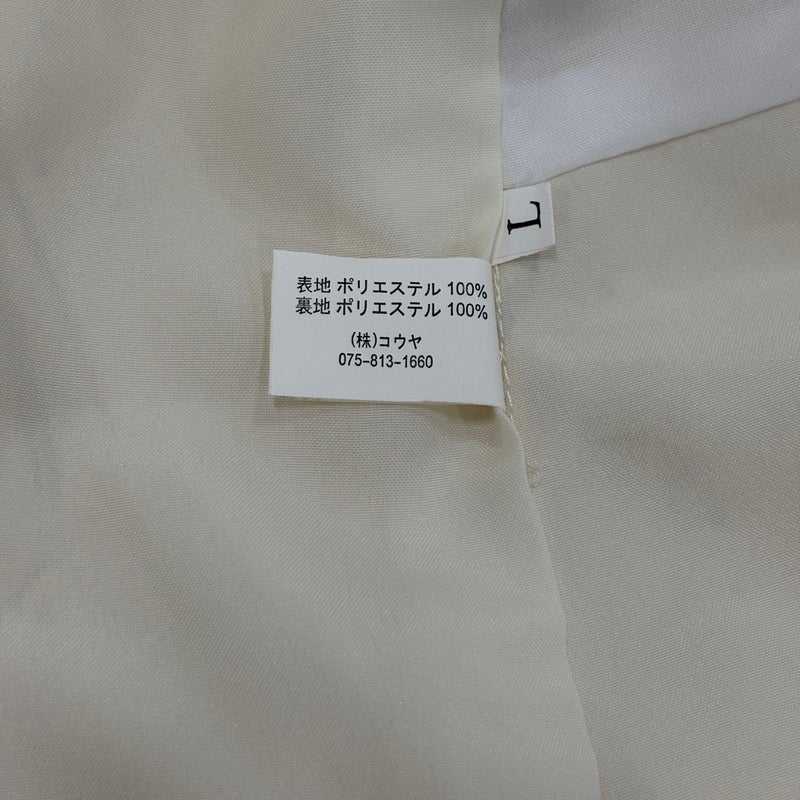 L
表地 ポリエステル 100%
裏地 ポリエステル 100%
(株)コウヤ
075-813-1660